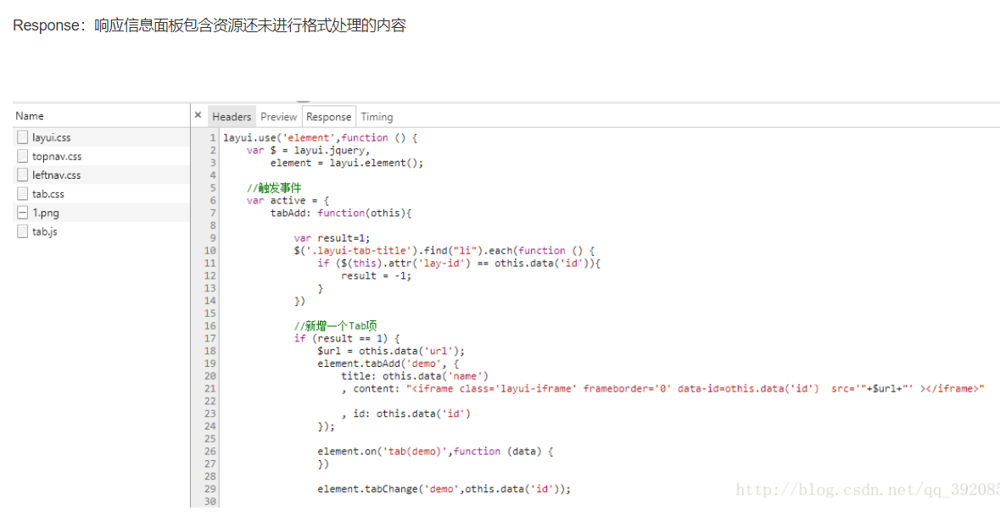 Response：响应信息面板包含资源还未进行格式处理的内容
Name
× Headers Preview Response Timing
layui.css
topnav.css
leftnav.css
tab.css
1.png
tab.js
1 layui.use('element',function () {
2     var $ = layui.jquery,
3         element = layui.element();
4
5     //触发事件
6     var active = {
7         tabAdd: function(othis){
8
9             var result=1;
10             $('.layui-tab-title').find("li").each(function () {
11                 if ($(this).attr('lay-id') == othis.data('id')){
12                     result = -1;
13                 }
14             })
15
16             //新增一个Tab项
17             if (result == 1) {
18                 $url = othis.data('url');
19                 element.tabAdd('demo', {
20                     title: othis.data('name')
21                     , content: "<iframe class='layui-iframe' frameborder='0' data-id=othis.data('id')  src='"+$url+"' ></iframe>"
22
23                     , id: othis.data('id')
24                 });
25
26                 element.on('tab(demo)',function (data) {
27                 })
28
29                 element.tabChange('demo',othis.data('id'));
30
http://blog.csdn.net/qq_392085